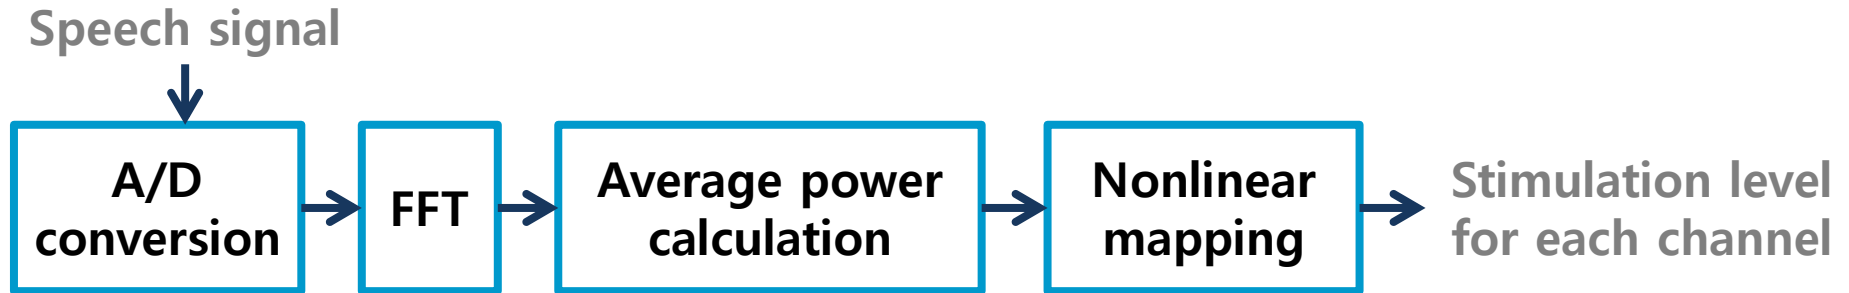 Speech signal
A/D
conversion
FFT
Average power
calculation
Nonlinear
mapping
Stimulation level
for each channel